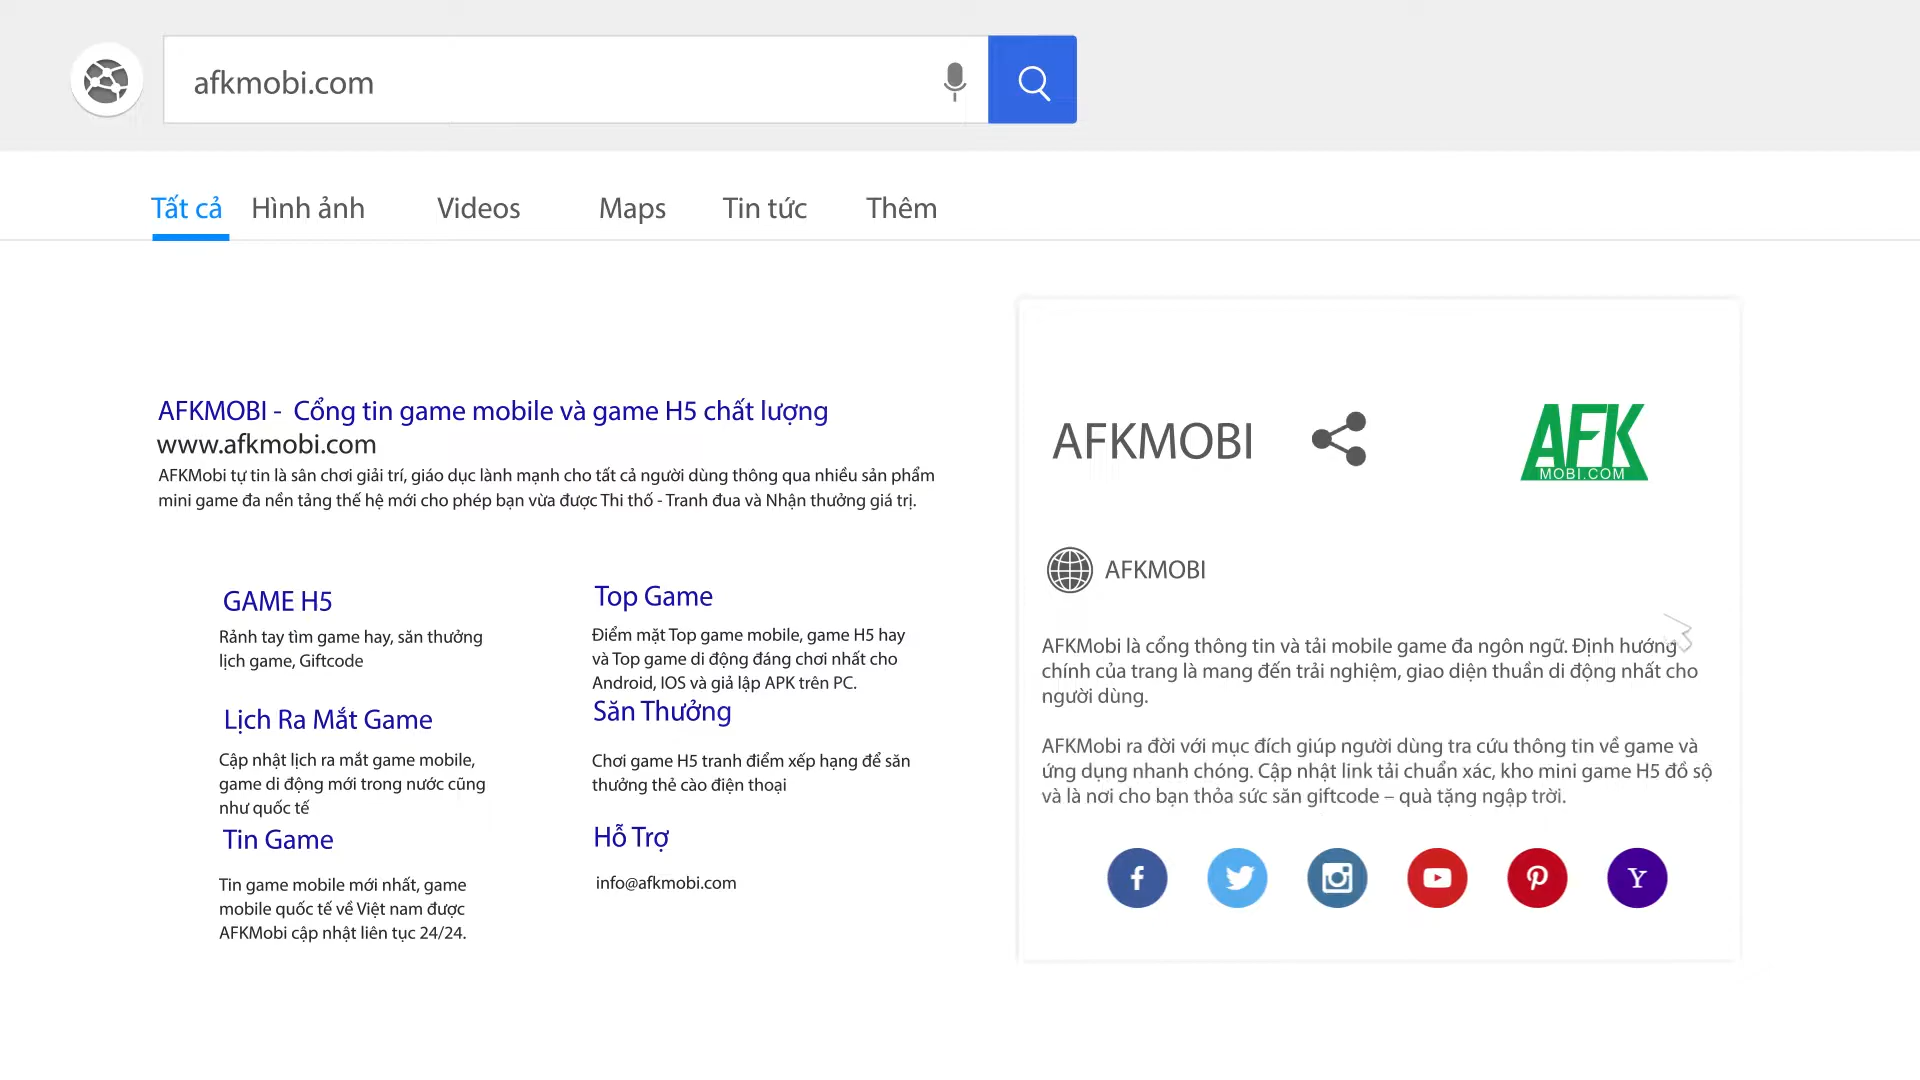 afkmobi.com
Tất cả Hình ảnh Videos Maps Tin tức Thêm
AFKMOBI - Cổng tin game mobile và game H5 chất lượng
www.afkmobi.com
AFKMobi tự tin là sân chơi giải trí, giáo dục lành mạnh cho tất cả người dùng thông qua nhiều sản phẩm
mini game đa nền tảng thế hệ mới cho phép bạn vừa được Thi thố - Tranh đua và Nhận thưởng giá trị.
GAME H5
Rảnh tay tìm game hay, săn thưởng
lịch game, Giftcode
Lịch Ra Mắt Game
Cập nhật lịch ra mắt game mobile,
game di động mới trong nước cũng
như quốc tế
Tin Game
Tin game mobile mới nhất, game
mobile quốc tế về Việt nam được
AFKMobi cập nhật liên tục 24/24.
Top Game
Điểm mặt Top game mobile, game H5 hay
và Top game di động đáng chơi nhất cho
Android, IOS và giả lập APK trên PC.
Săn Thưởng
Chơi game H5 tranh điểm xếp hạng để săn
thưởng thẻ cào điện thoại
Hỗ Trợ
info@afkmobi.com
AFKMOBI
AFK
MOBI.COM
AFKMOBI
AFKMobi là cổng thông tin và tải mobile game đa ngôn ngữ. Định hướng
chính của trang là mang đến trải nghiệm, giao diện thuần di động nhất cho
người dùng.
AFKMobi ra đời với mục đích giúp người dùng tra cứu thông tin về game và
ứng dụng nhanh chóng. Cập nhật link tải chuẩn xác, kho mini game H5 đồ sộ
và là nơi cho bạn thỏa sức săn giftcode – quà tặng ngập trời.